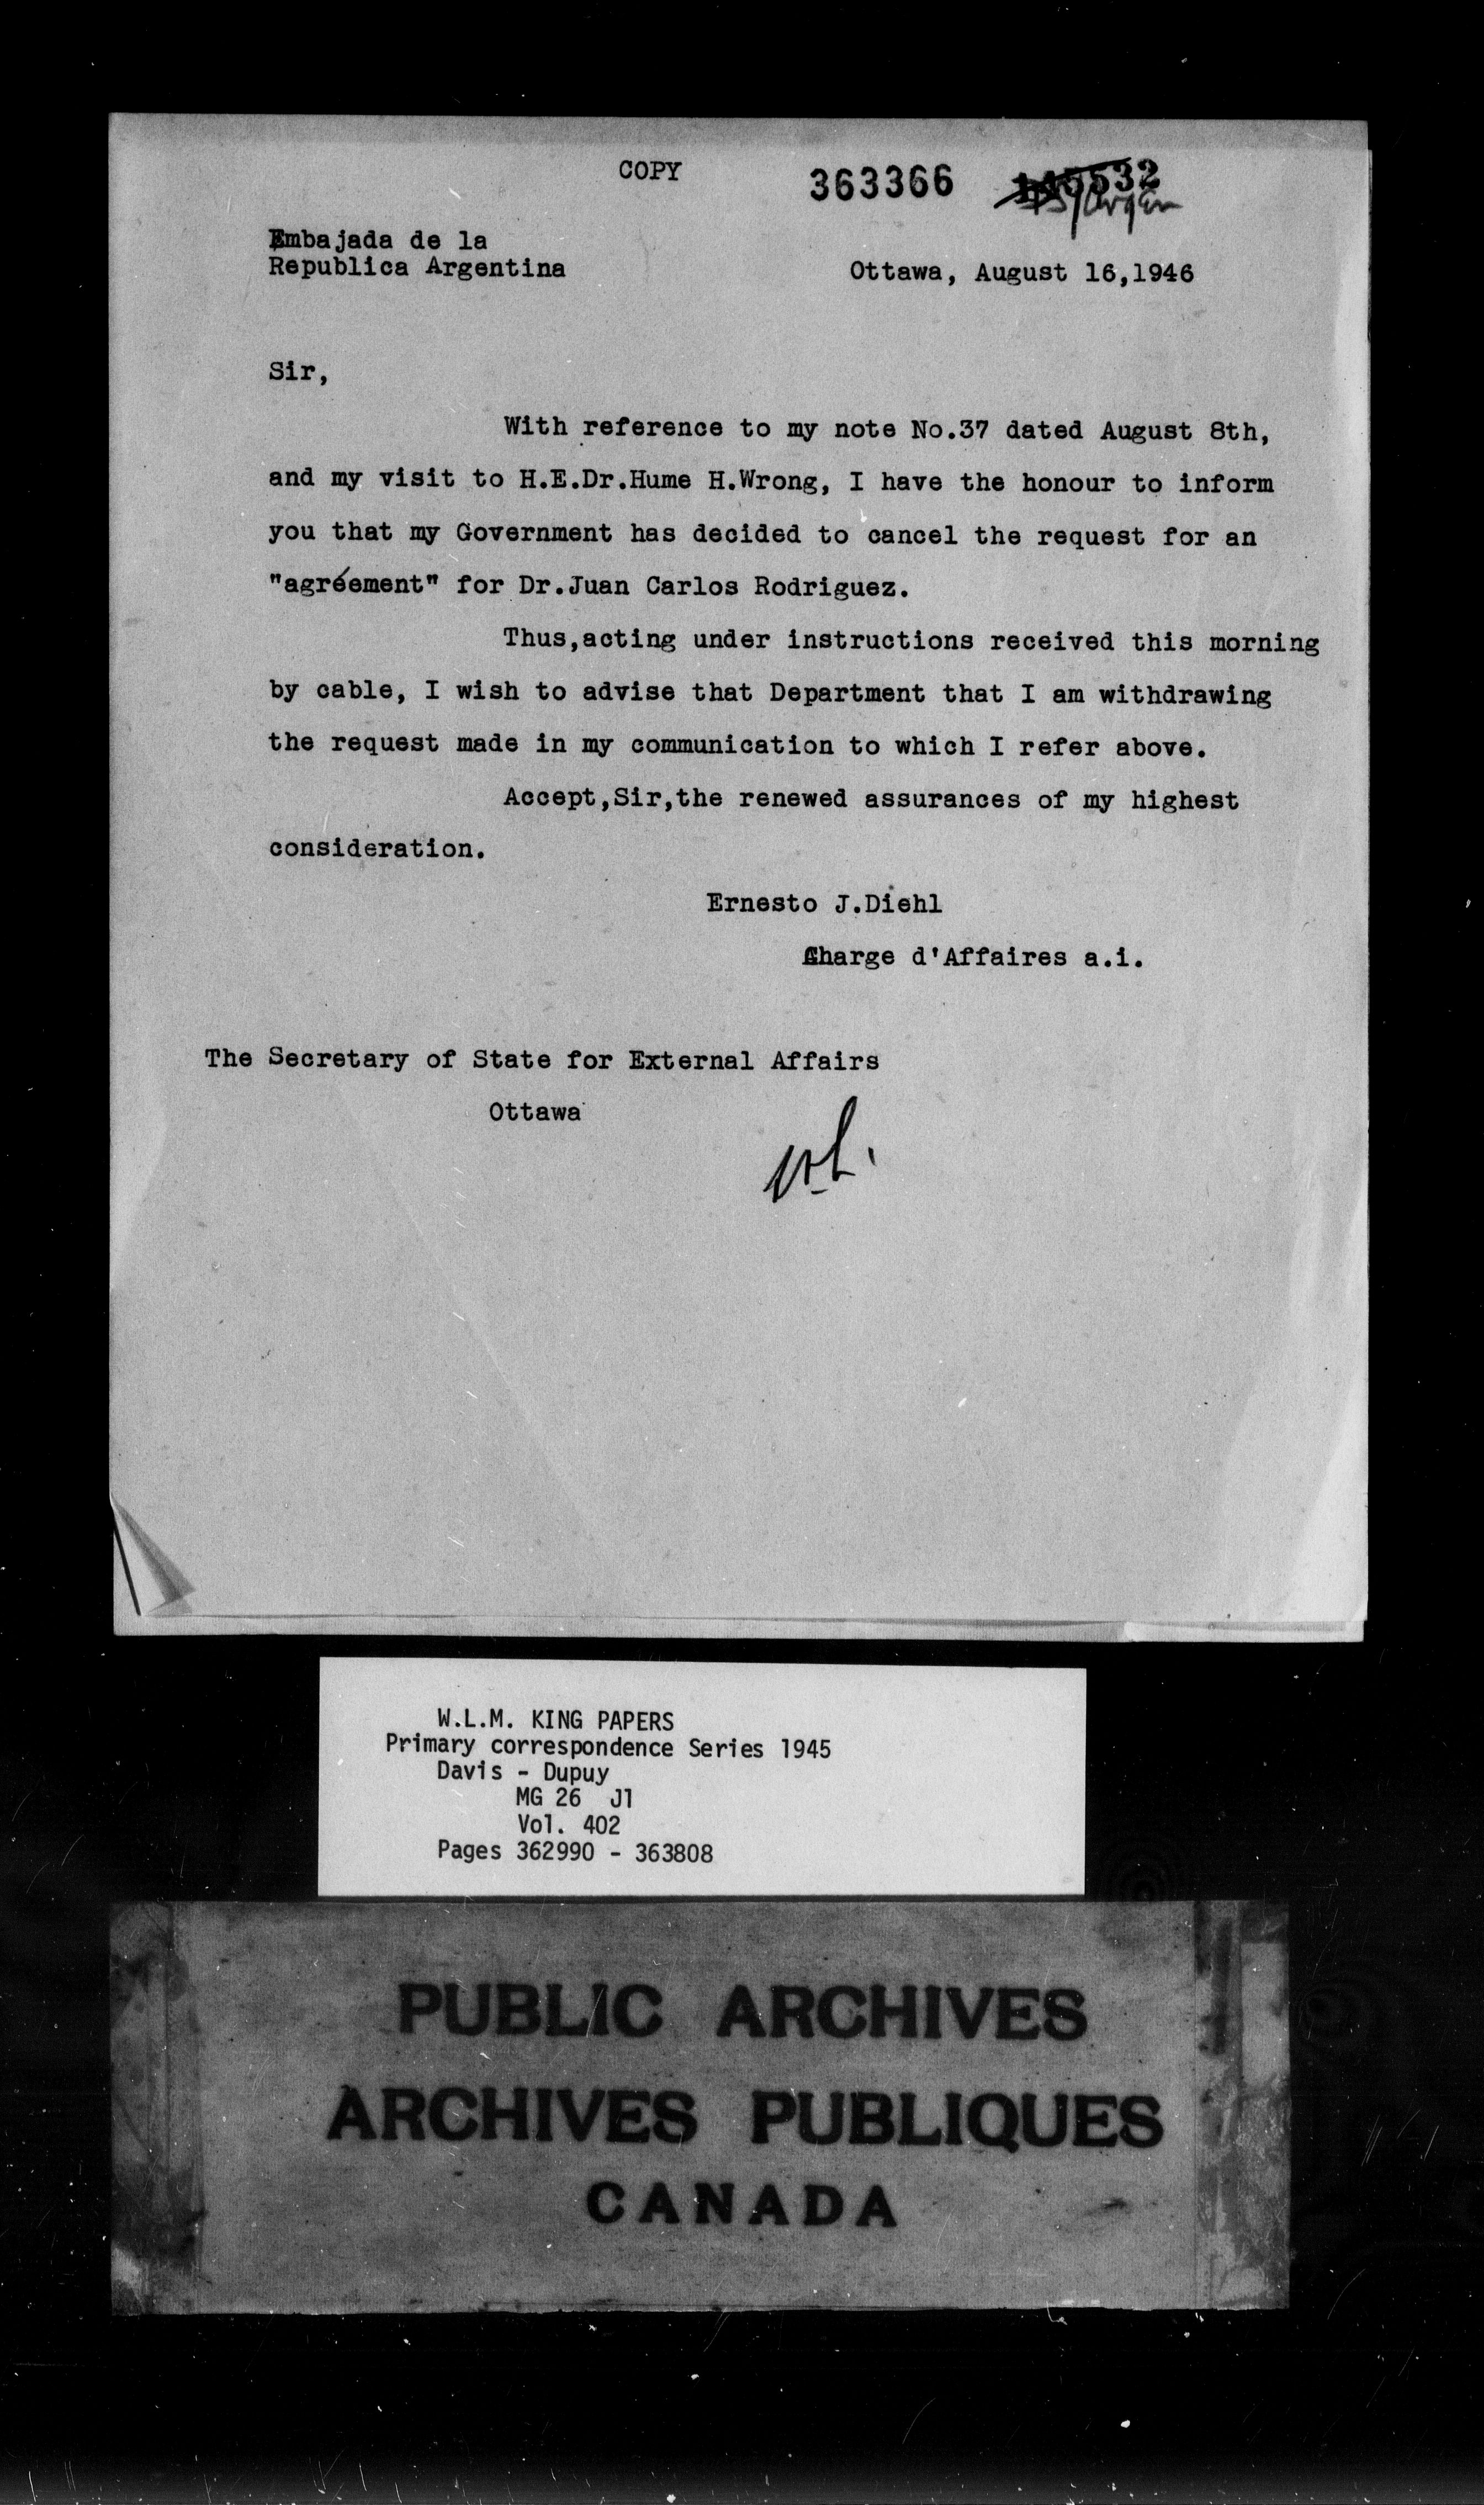 COPY
363366
Embajada de la
Republica Argentina
Ottawa, August 16,1946
Sir,
With reference to my note No.37 dated August 8th,
and my visit to H.E.Dr.Hume H.Wrong, I have the honour to inform
you that my Government has decided to cancel the request for an
"agréement" for Dr.Juan Carlos Rodriguez.
Thus,acting under instructions received this morning
by cable, I wish to advise that Department that I am withdrawing
the request made in my communication to which I refer above.
Accept,Sir,the renewed assurances of my highest
consideration.
Ernesto J.Diehl
Charge d'Affaires a.i.
The Secretary of State for External Affairs
Ottawa
W.L.M. KING PAPERS
Primary correspondence Series 1945
Davis - Dupuy
MG 26 J1
Vol. 402
Pages 362990 - 363808
PUBLIC ARCHIVES
ARCHIVES PUBLIQUES
CANADA